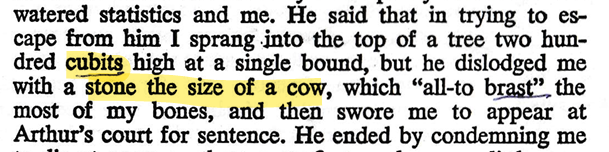 watered statistics and me. He said that in trying to es-
cape from him I sprang into the top of a tree two hun-
dred cubits high at a single bound, but he dislodged me
with a stone the size of a cow, which "all-to brast" the
most of my bones, and then swore me to appear at
Arthur's court for sentence. He ended by condemning me